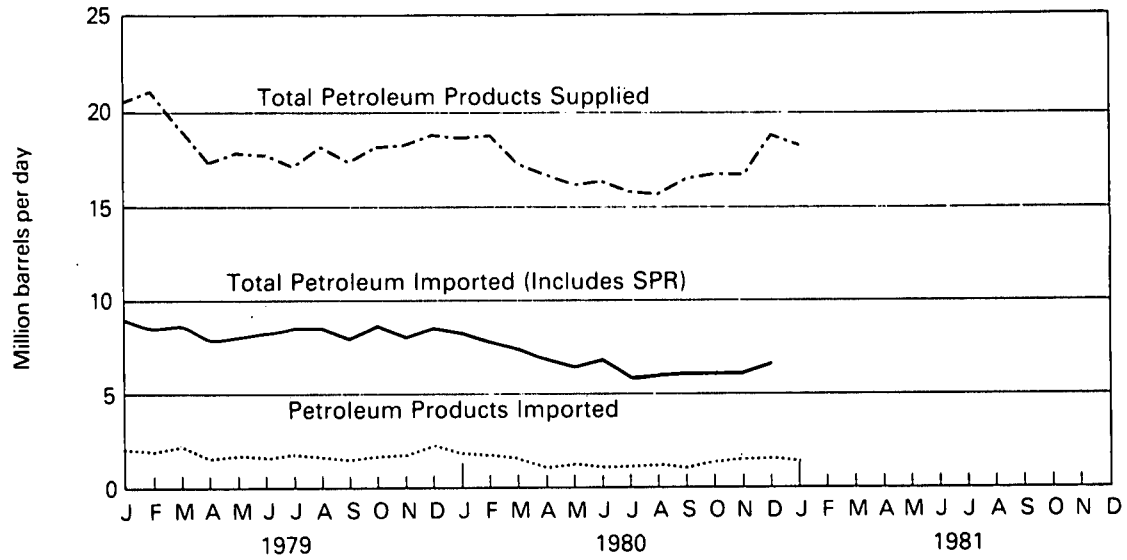 25
20
15
10
5
0
Million barrels per day
Total Petroleum Products Supplied
Total Petroleum Imported (Includes SPR)
Petroleum Products Imported
J F M A M J J A S O N D J F M A M J J A S O N D J F M A M J J A S O N D
1979 1980 1981